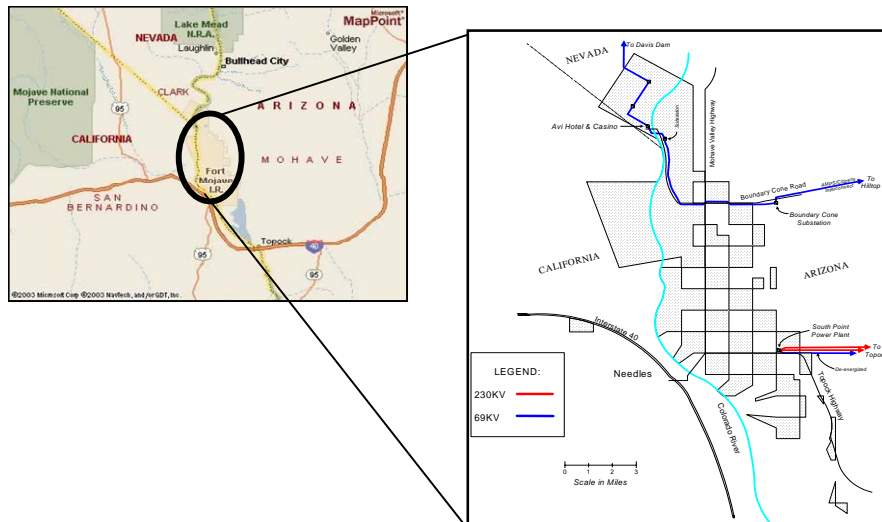 Microsoft®
MapPoint®
Lake Mead
N.R.A.
NEVADA
Laughlin
Golden
Valley
Bullhead City
Mojave National
Preserve
CLARK
95
ARIZONA
CALIFORNIA
MOHAVE
Fort
Mojave
I.R.
SAN
BERNARDINO
Topock
40
95
95
©2003 Microsoft Corp ©2003 NavTech, and/or GDT, Inc.
To Davis Dam
NEVADA
Avi Hotel & Casino
Substation
Mohave Valley Highway
Boundary Cone Road
To
Hilltop
Boundary Cone
Substation
CALIFORNIA
ARIZONA
Interstate 40
South Point
Power Plant
To
De-energized
Needles
Topock Highway
Colorado River
LEGEND:
230KV
69KV
0 1 2 3
Scale in Miles